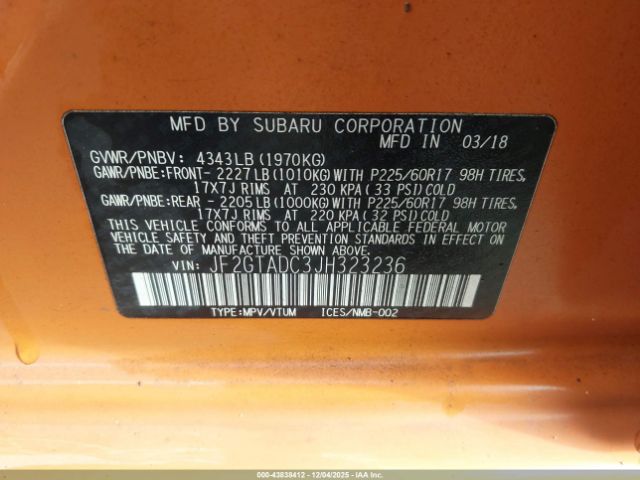 MFD BY SUBARU CORPORATION
MFD IN 03/18
GVWR/PNBV: 4343LB(1970KG)
GAWR/PNBE:FRONT- 2227LB(1010KG)WITH P225/60R17 98H TIRES,
17X7J RIMS AT 230 KPA(33 PSI)COLD
GAWR/PNBE:REAR - 2205LB(1000KG)WITH P225/60R17 98H TIRES,
17X7J RIMS AT 220 KPA(32 PSI)COLD
THIS VEHICLE CONFORMS TO ALL APPLICABLE FEDERAL MOTOR
VEHICLE SAFETY AND THEFT PREVENTION STANDARDS IN EFFECT ON THE
DATE OF MANUFACTURE SHOWN ABOVE.
VIN: JF2GTADC3JH323236
TYPE:MPV/VTUM ICES/NMB-002
000-43838412 - 12/04/2025 - IAA